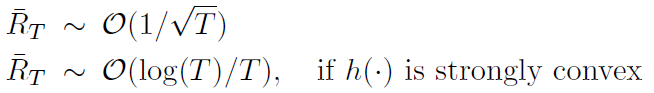 R̄_T ∼ 𝒪(1/√T)
R̄_T ∼ 𝒪(log(T)/T), if h(·) is strongly convex